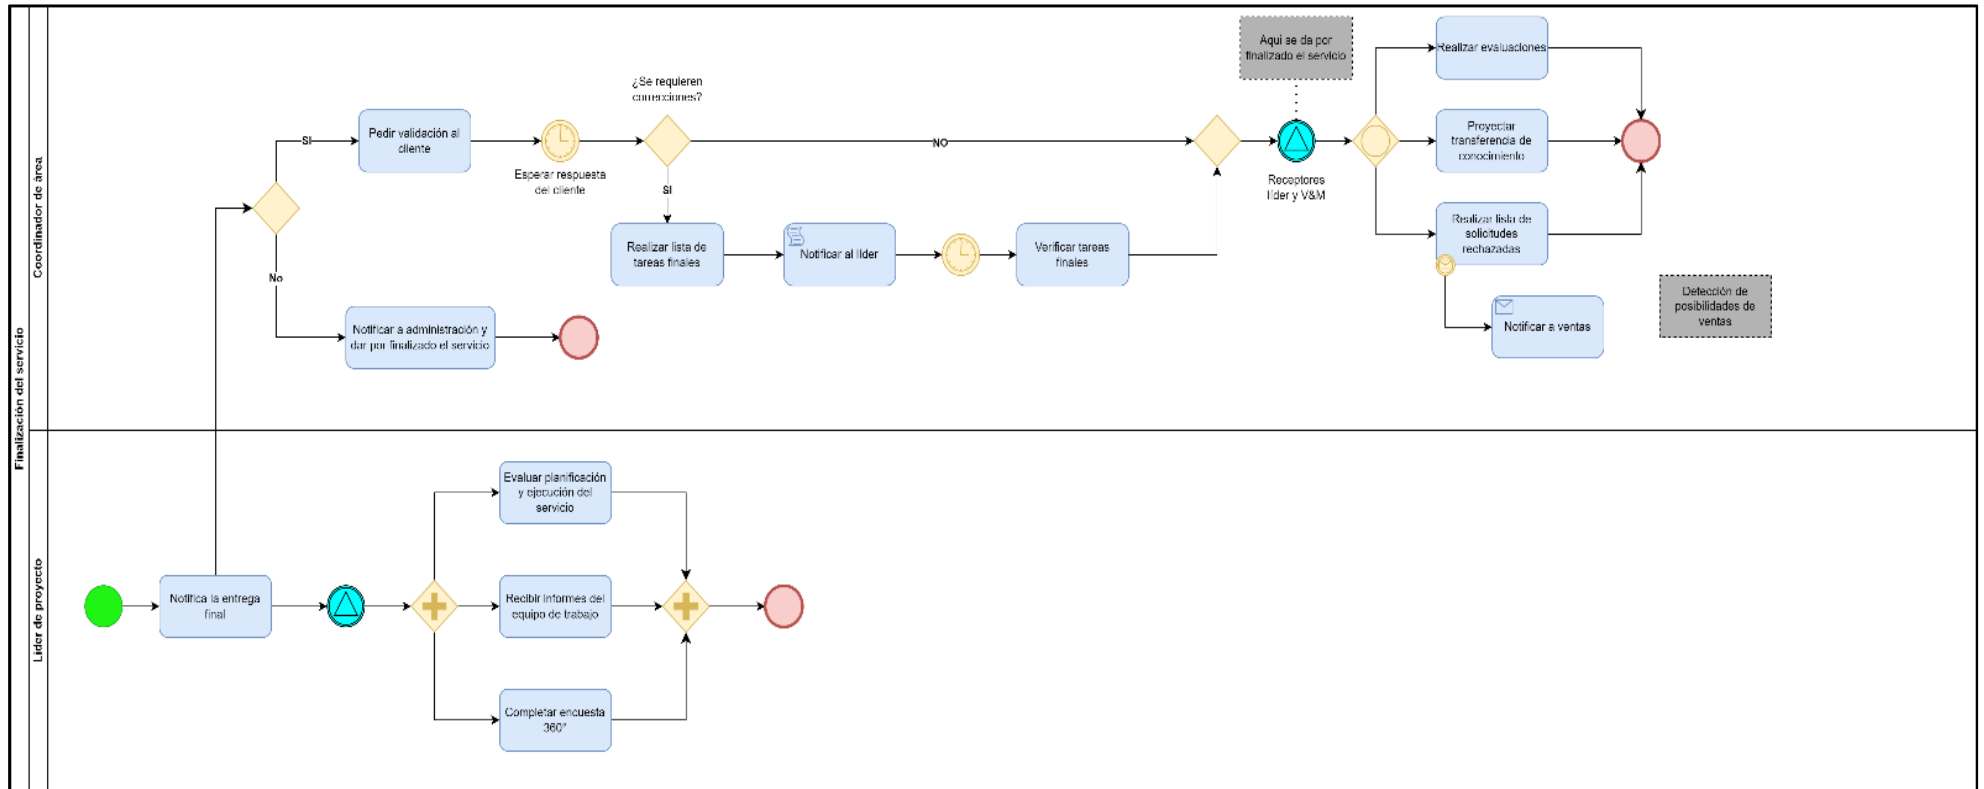 Finalización del servicio
Coordinador de área
Aquí se da por
finalizado el servicio
Realizar evaluaciones
¿Se requieren
correcciones?
SI
Pedir validación al
cliente
Esperar respuesta
del cliente
NO
Receptores
líder y V&M
Proyectar
transferencia de
conocimiento
SI
Realizar lista de
tareas finales
Notificar al líder
Verificar tareas
finales
Realizar lista de
solicitudes
rechazadas
No
Notificar a administración y
dar por finalizado el servicio
Notificar a ventas
Detección de
posibilidades de
ventas
Líder de proyecto
Evaluar planificación
y ejecución del
servicio
Notifica la entrega
final
Recibir informes del
equipo de trabajo
Completar encuesta
360°